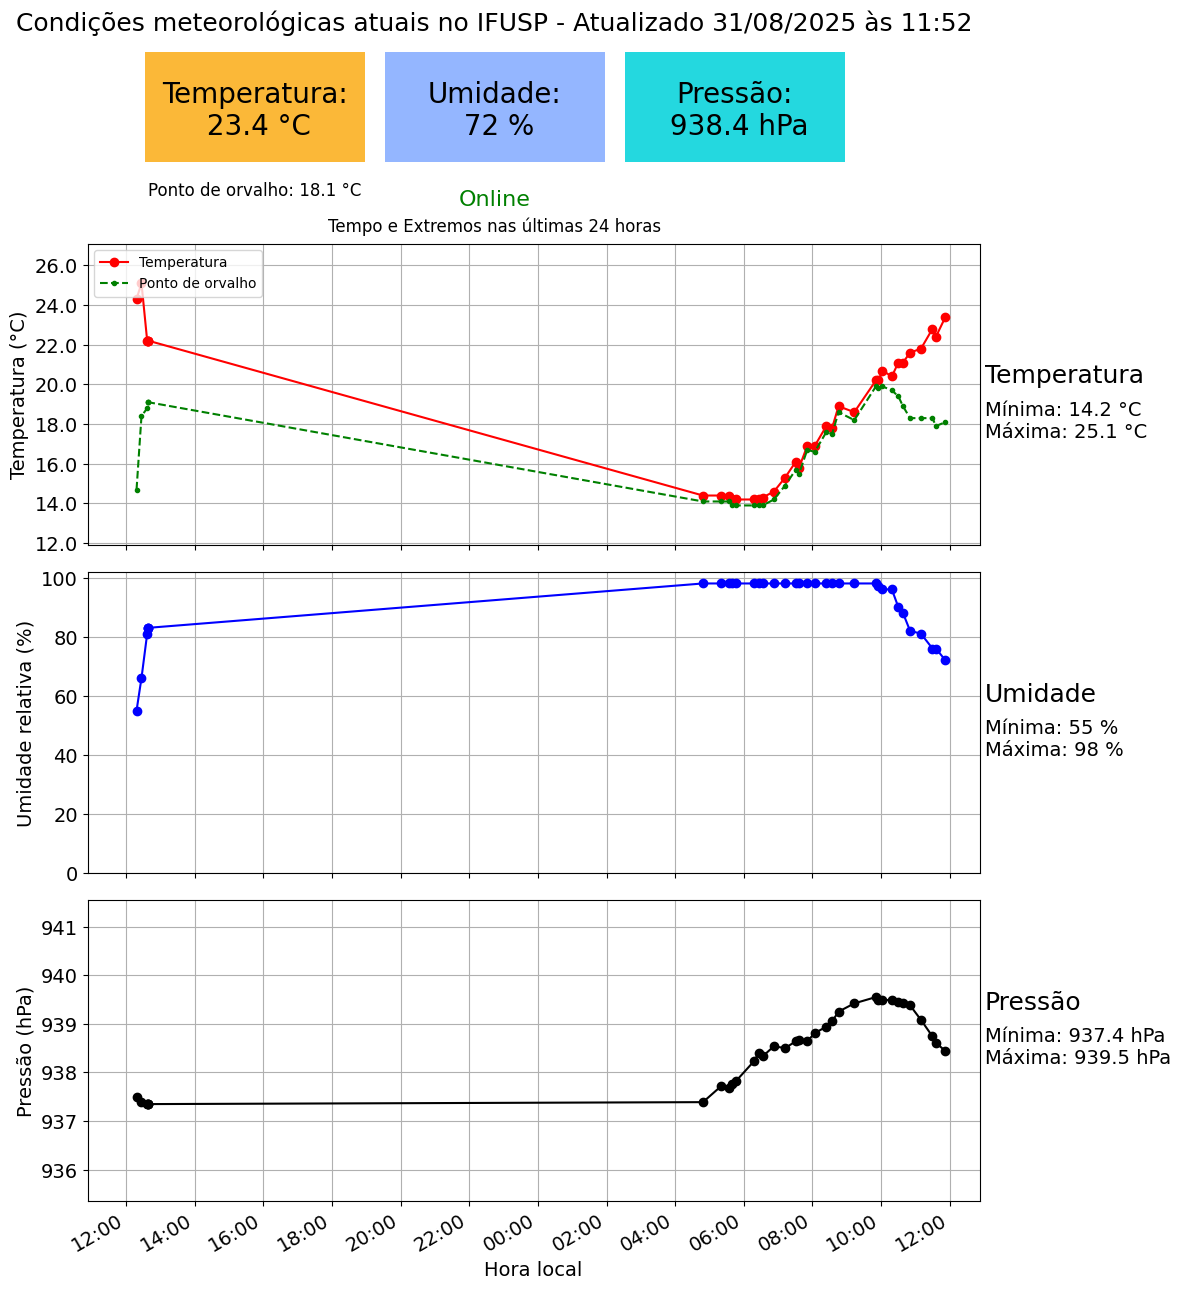 Condições meteorológicas atuais no IFUSP - Atualizado 31/08/2025 às 11:52
Temperatura:
23.4 °C
Umidade:
72 %
Pressão:
938.4 hPa
Ponto de orvalho: 18.1 °C
Online
Tempo e Extremos nas últimas 24 horas
Temperatura
Ponto de orvalho
Temperatura (°C)
26.0
24.0
22.0
20.0
18.0
16.0
14.0
12.0
Temperatura
Mínima: 14.2 °C
Máxima: 25.1 °C
Umidade relativa (%)
100
80
60
40
20
0
Umidade
Mínima: 55 %
Máxima: 98 %
Pressão (hPa)
941
940
939
938
937
936
Pressão
Mínima: 937.4 hPa
Máxima: 939.5 hPa
12:00
14:00
16:00
18:00
20:00
22:00
00:00
02:00
04:00
06:00
08:00
10:00
12:00
Hora local